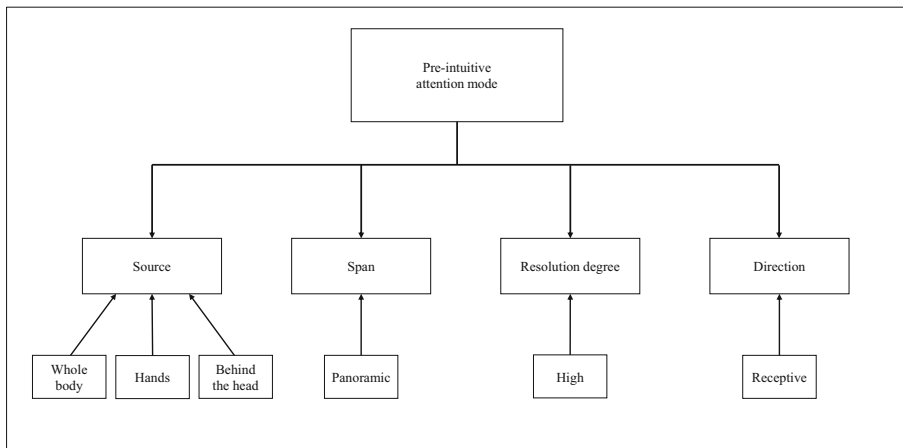 Pre-intuitive
attention mode
Source
Span
Resolution degree
Direction
Whole
body
Hands
Behind
the head
Panoramic
High
Receptive